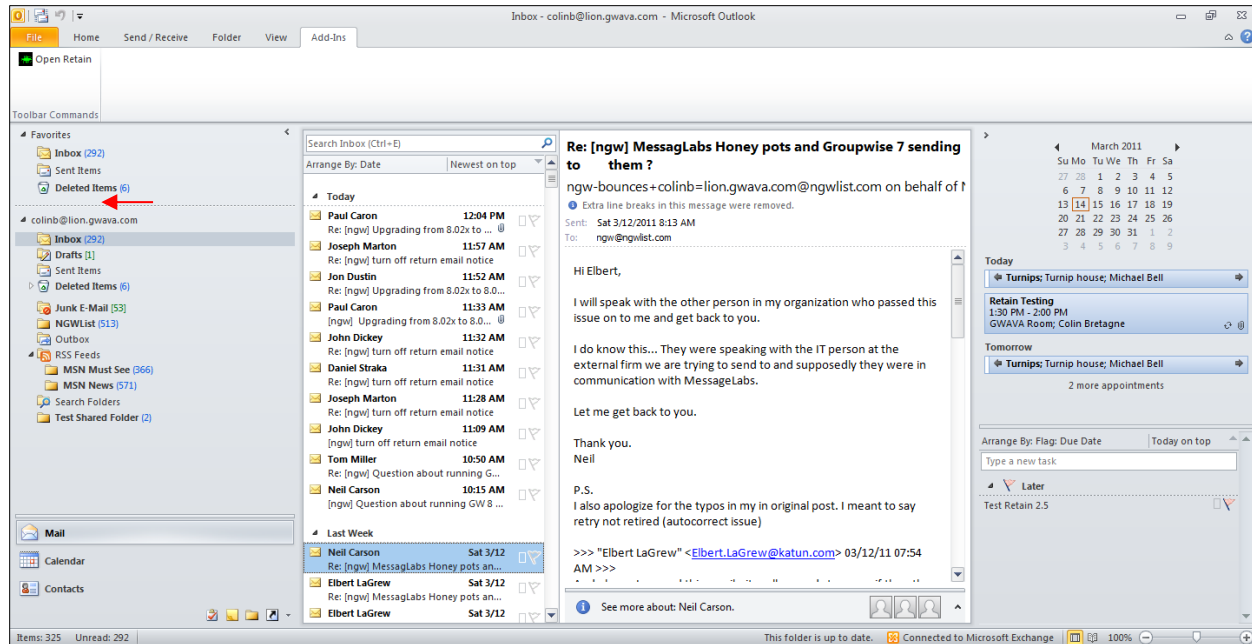 Inbox - colinb@lion.gwava.com - Microsoft Outlook
File Home Send / Receive Folder View Add-Ins
Open Retain
Toolbar Commands
Favorites
Inbox (292)
Sent Items
Deleted Items (6)
colinb@lion.gwava.com
Inbox (292)
Drafts [1]
Sent Items
Deleted Items (6)
Junk E-Mail [53]
NGWList (513)
Outbox
RSS Feeds
MSN Must See (366)
MSN News (571)
Search Folders
Test Shared Folder (2)
Mail
Calendar
Contacts
Search Inbox (Ctrl+E)
Arrange By: Date Newest on top
Today
Paul Caron 12:04 PM
Re: [ngw] Upgrading from 8.02x to ...
Joseph Marton 11:57 AM
Re: [ngw] turn off return email notice
Jon Dustin 11:52 AM
Re: [ngw] Upgrading from 8.02x to 8.0...
Paul Caron 11:33 AM
[ngw] Upgrading from 8.02x to 8.0...
John Dickey 11:32 AM
Re: [ngw] turn off return email notice
Daniel Straka 11:31 AM
Re: [ngw] turn off return email notice
Joseph Marton 11:28 AM
Re: [ngw] turn off return email notice
John Dickey 11:09 AM
[ngw] turn off return email notice
Tom Miller 10:50 AM
Re: [ngw] Question about running G...
Neil Carson 10:15 AM
[ngw] Question about running GW 8 ...
Last Week
Neil Carson Sat 3/12
Re: [ngw] MessagLabs Honey pots an...
Elbert LaGrew Sat 3/12
Re: [ngw] MessagLabs Honey pots an...
Elbert LaGrew Sat 3/12
Re: [ngw] MessagLabs Honey pots and Groupwise 7 sending
to them ?
ngw-bounces+colinb=lion.gwava.com@ngwlist.com on behalf of
Extra line breaks in this message were removed.
Sent: Sat 3/12/2011 8:13 AM
To: ngw@ngwlist.com
Hi Elbert,
I will speak with the other person in my organization who passed this
issue on to me and get back to you.
I do know this... They were speaking with the IT person at the
external firm we are trying to send to and supposedly they were in
communication with MessageLabs.
Let me get back to you.
Thank you.
Neil
P.S.
I also apologize for the typos in my in original post. I meant to say
retry not retired (autocorrect issue)
>>> "Elbert LaGrew" <Elbert.LaGrew@katun.com> 03/12/11 07:54
AM >>>
See more about: Neil Carson.
March 2011
Su Mo Tu We Th Fr Sa
27 28 1 2 3 4 5
6 7 8 9 10 11 12
13 14 15 16 17 18 19
20 21 22 23 24 25 26
27 28 29 30 31 1 2
3 4 5 6 7 8 9
Today
Turnips; Turnip house; Michael Bell
Retain Testing
1:30 PM - 2:00 PM
GWAVA Room; Colin Bretagne
Tomorrow
Turnips; Turnip house; Michael Bell
2 more appointments
Arrange By: Flag: Due Date Today on top
Type a new task
Later
Test Retain 2.5
Items: 325 Unread: 292
This folder is up to date. Connected to Microsoft Exchange 100%